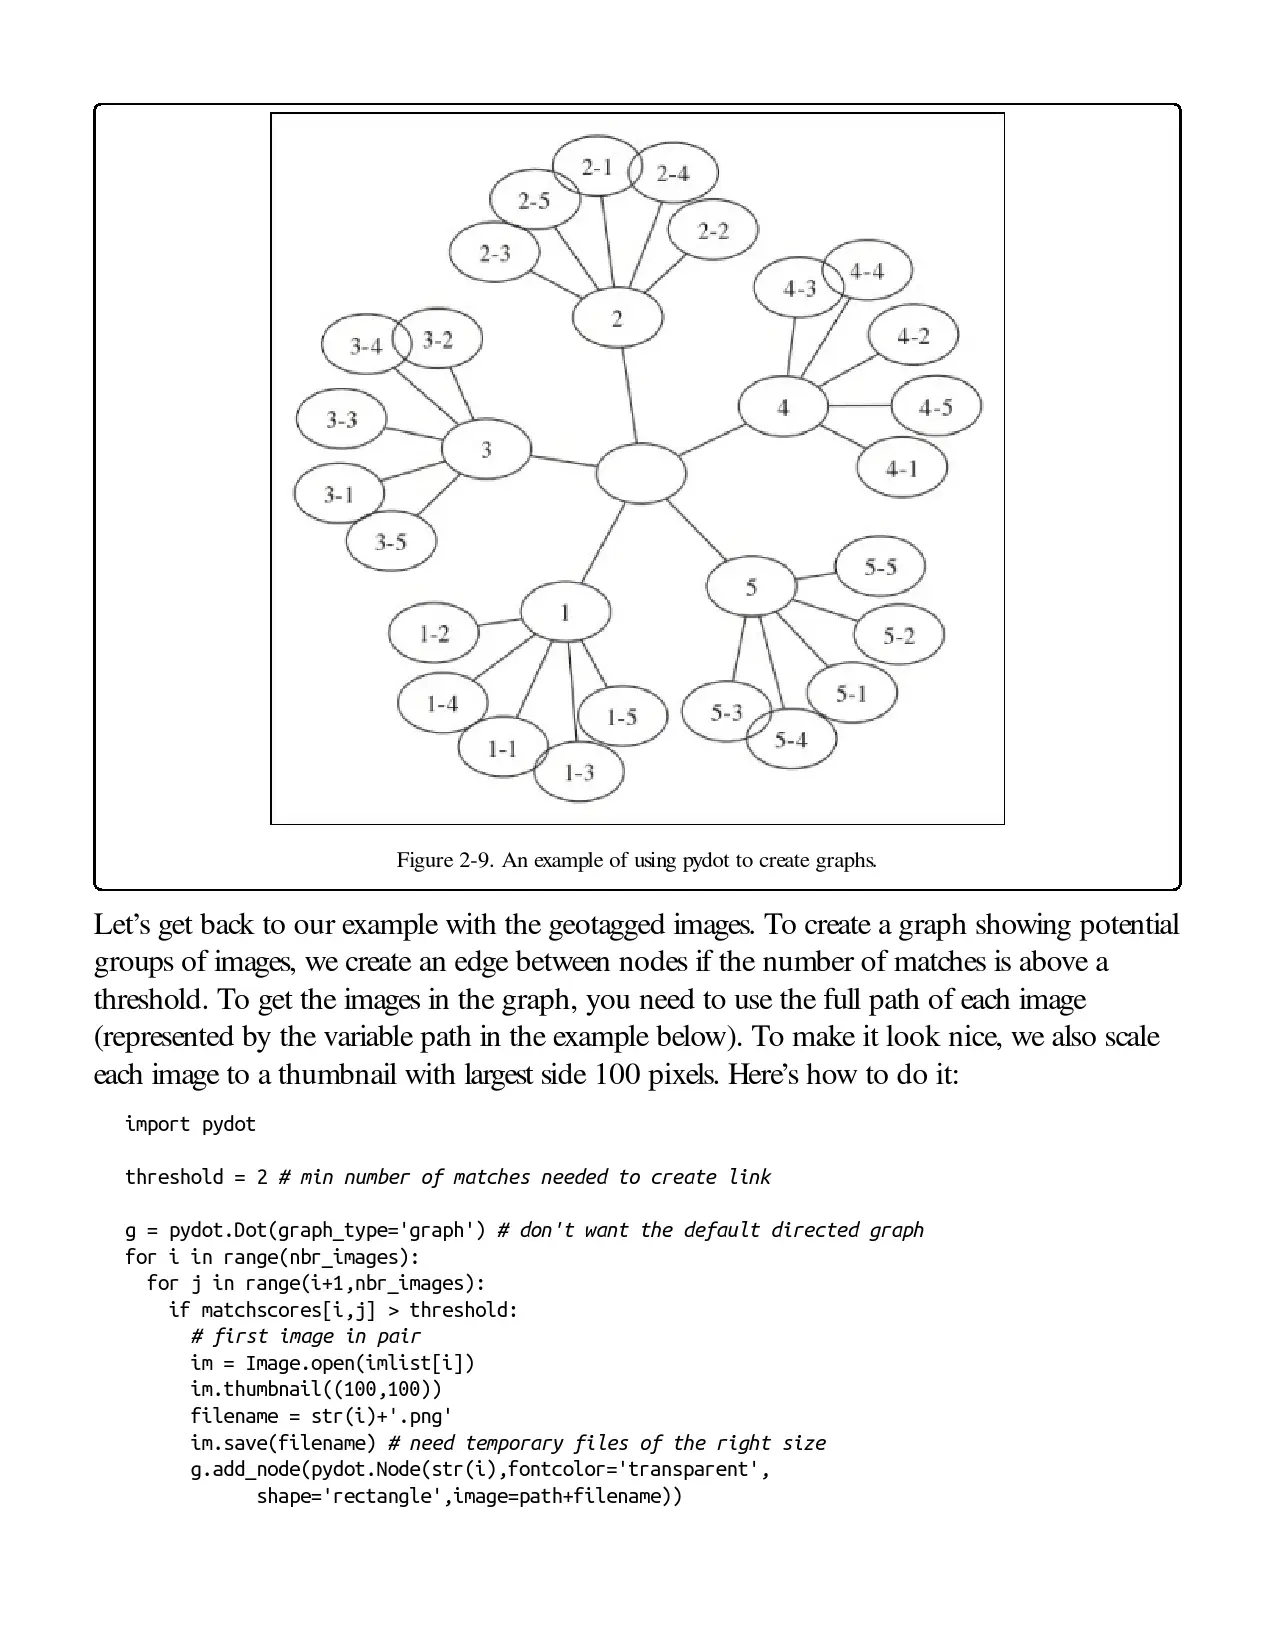 2-1
2-4
2-5
2-2
2-3
4-4
4-3
2
3-2
4-2
3-4
4
4-5
3-3
3
4-1
3-1
3-5
5-5
5
1
1-2
5-2
5-1
1-4
5-3
1-5
5-4
1-1
1-3
Figure 2-9. An example of using pydot to create graphs.
Let’s get back to our example with the geotagged images. To create a graph showing potential
groups of images, we create an edge between nodes if the number of matches is above a
threshold. To get the images in the graph, you need to use the full path of each image
(represented by the variable path in the example below). To make it look nice, we also scale
each image to a thumbnail with largest side 100 pixels. Here’s how to do it:
import pydot
threshold = 2 # min number of matches needed to create link
g = pydot.Dot(graph_type='graph') # don't want the default directed graph
for i in range(nbr_images):
  for j in range(i+1,nbr_images):
    if matchscores[i,j] > threshold:
      # first image in pair
      im = Image.open(imlist[i])
      im.thumbnail((100,100))
      filename = str(i)+'.png'
      im.save(filename) # need temporary files of the right size
      g.add_node(pydot.Node(str(i),fontcolor='transparent',
            shape='rectangle',image=path+filename))